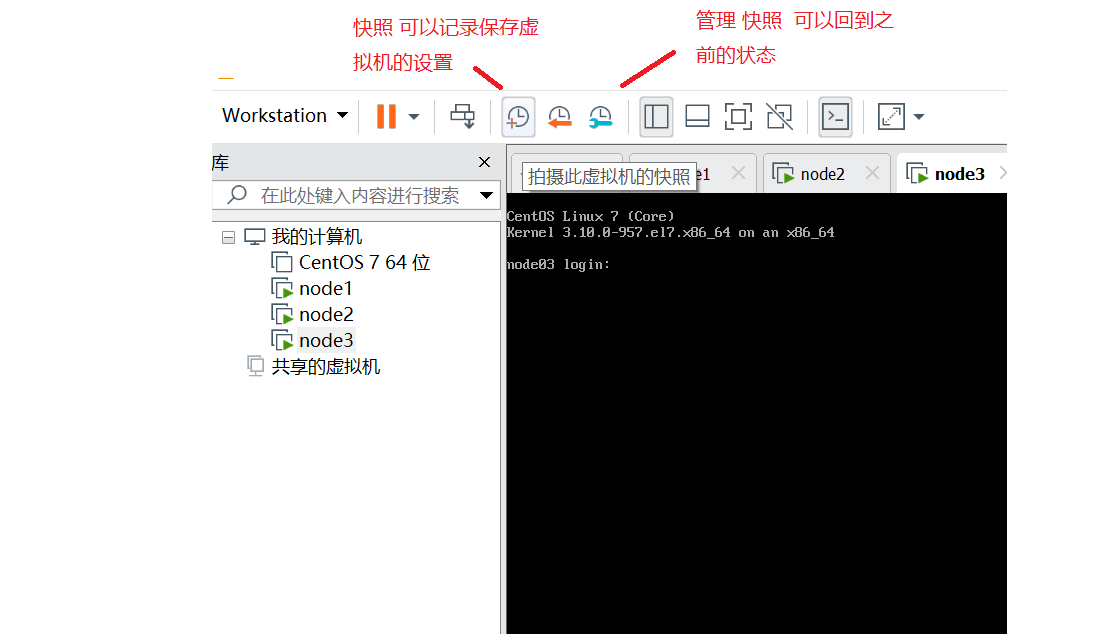 快照 可以记录保存虚
拟机的设置
管理 快照  可以回到之
前的状态
Workstation
库
在此处键入内容进行搜索
我的计算机
CentOS 7 64 位
node1
node2
node3
共享的虚拟机
拍摄此虚拟机的快照
e1
node2
node3
CentOS Linux 7 (Core)
Kernel 3.10.0-957.el7.x86_64 on an x86_64
node03 login: